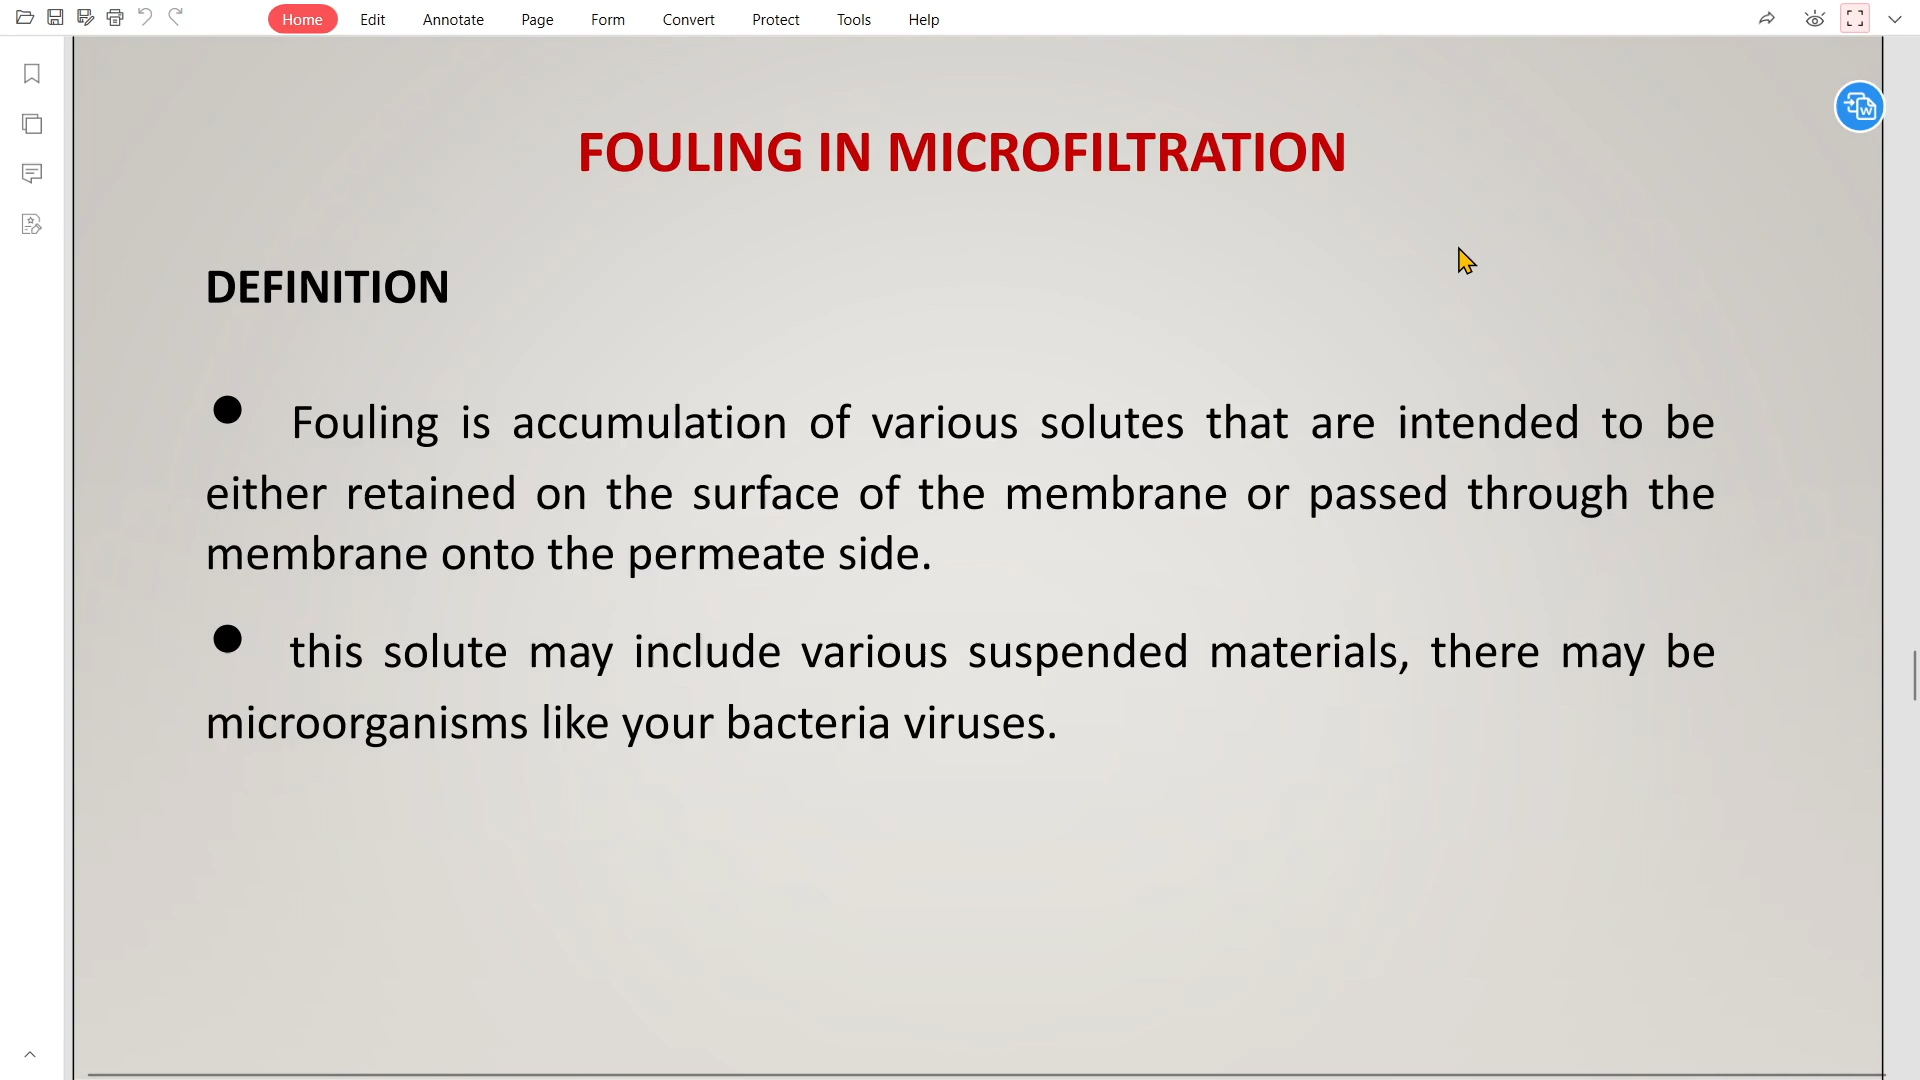 Home Edit Annotate Page Form Convert Protect Tools Help
FOULING IN MICROFILTRATION
DEFINITION
● Fouling is accumulation of various solutes that are intended to be
either retained on the surface of the membrane or passed through the
membrane onto the permeate side.
● this solute may include various suspended materials, there may be
microorganisms like your bacteria viruses.